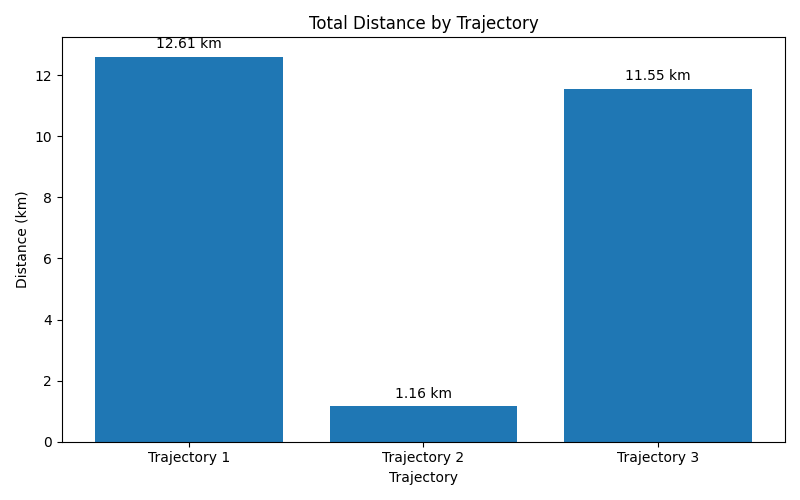 Total Distance by Trajectory
12.61 km
11.55 km
1.16 km
Distance (km)
12
10
8
6
4
2
0
Trajectory 1
Trajectory 2
Trajectory 3
Trajectory